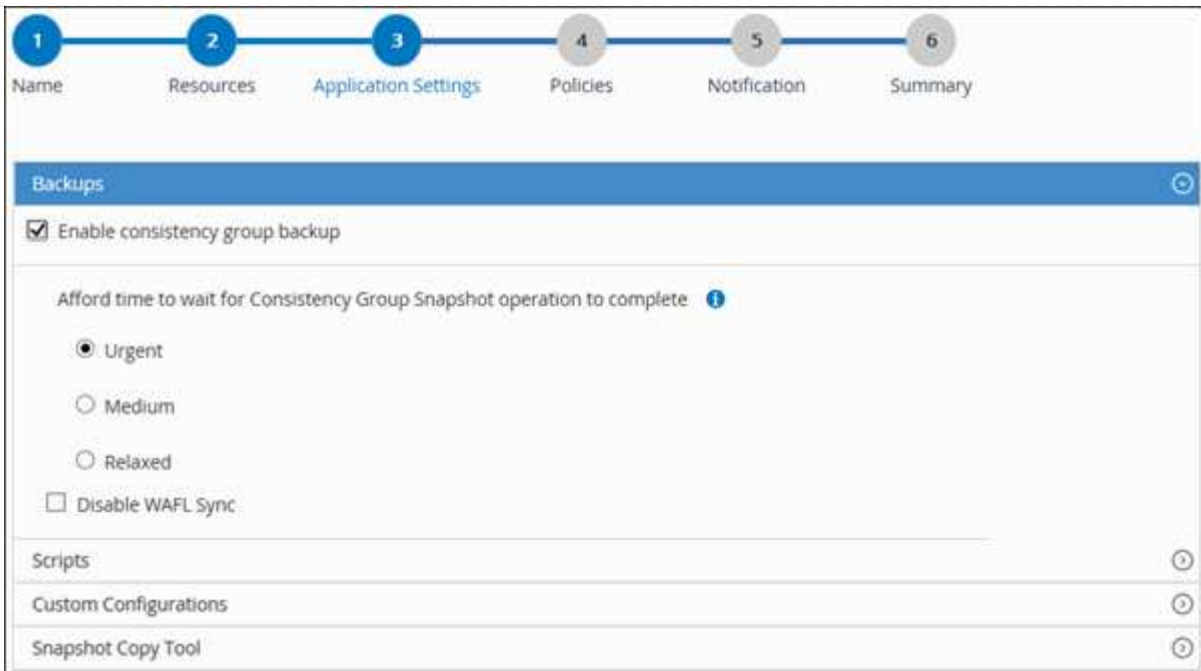 1 2 3 4 5 6
Name Resources Application Settings Policies Notification Summary
Backups
Enable consistency group backup
Afford time to wait for Consistency Group Snapshot operation to complete
Urgent
Medium
Relaxed
Disable WAFL Sync
Scripts
Custom Configurations
Snapshot Copy Tool